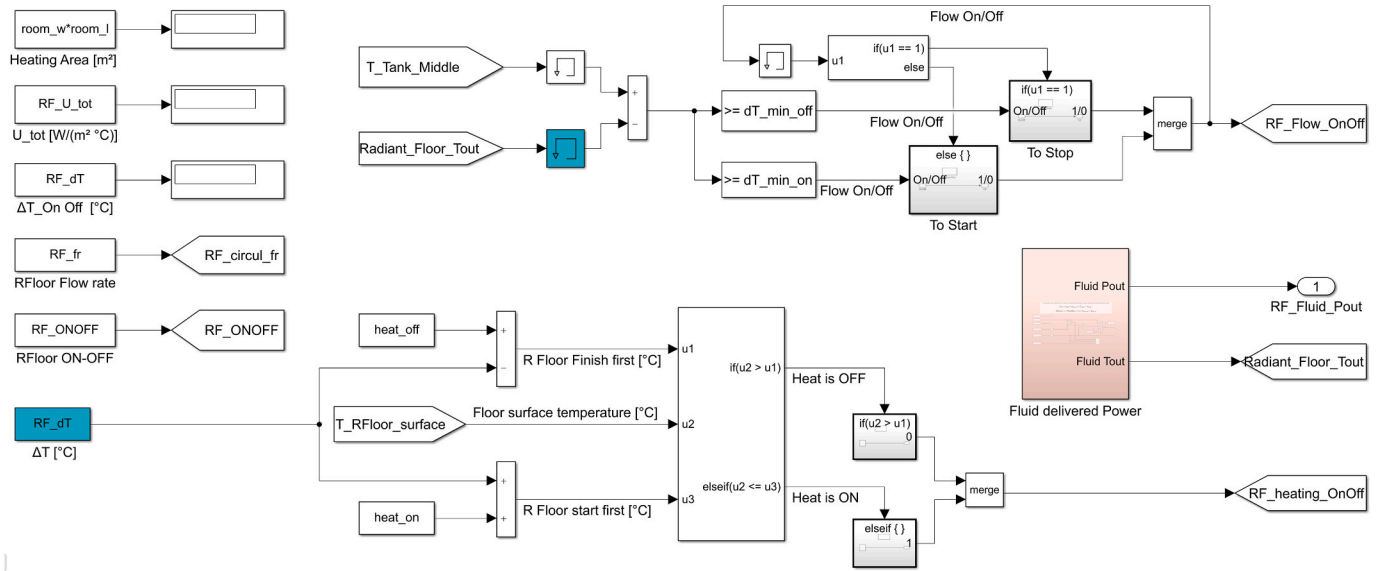 room_w*room_l
Heating Area [m²]
RF_U_tot
U_tot [W/(m² °C)]
RF_dT
ΔT_On Off [°C]
RF_fr
RF_circul_fr
RFloor Flow rate
RF_ONOFF
RF_ONOFF
RFloor ON-OFF
RF_dT
ΔT [°C]
T_Tank_Middle
Radiant_Floor_Tout
+
−
>= dT_min_off
>= dT_min_on
Flow On/Off
u1
if(u1 == 1)
else
Flow On/Off
Flow On/Off
if(u1 == 1)
On/Off
1/0
To Stop
else { }
On/Off
1/0
To Start
merge
RF_Flow_OnOff
heat_off
+
−
R Floor Finish first [°C]
T_RFloor_surface
Floor surface temperature [°C]
heat_on
+
+
R Floor start first [°C]
u1
u2
u3
if(u2 > u1)
elseif(u2 <= u3)
Heat is OFF
Heat is ON
if(u2 > u1)
0
elseif { }
1
merge
RF_heating_OnOff
Fluid Pout
Fluid Tout
Fluid delivered Power
1
RF_Fluid_Pout
Radiant_Floor_Tout